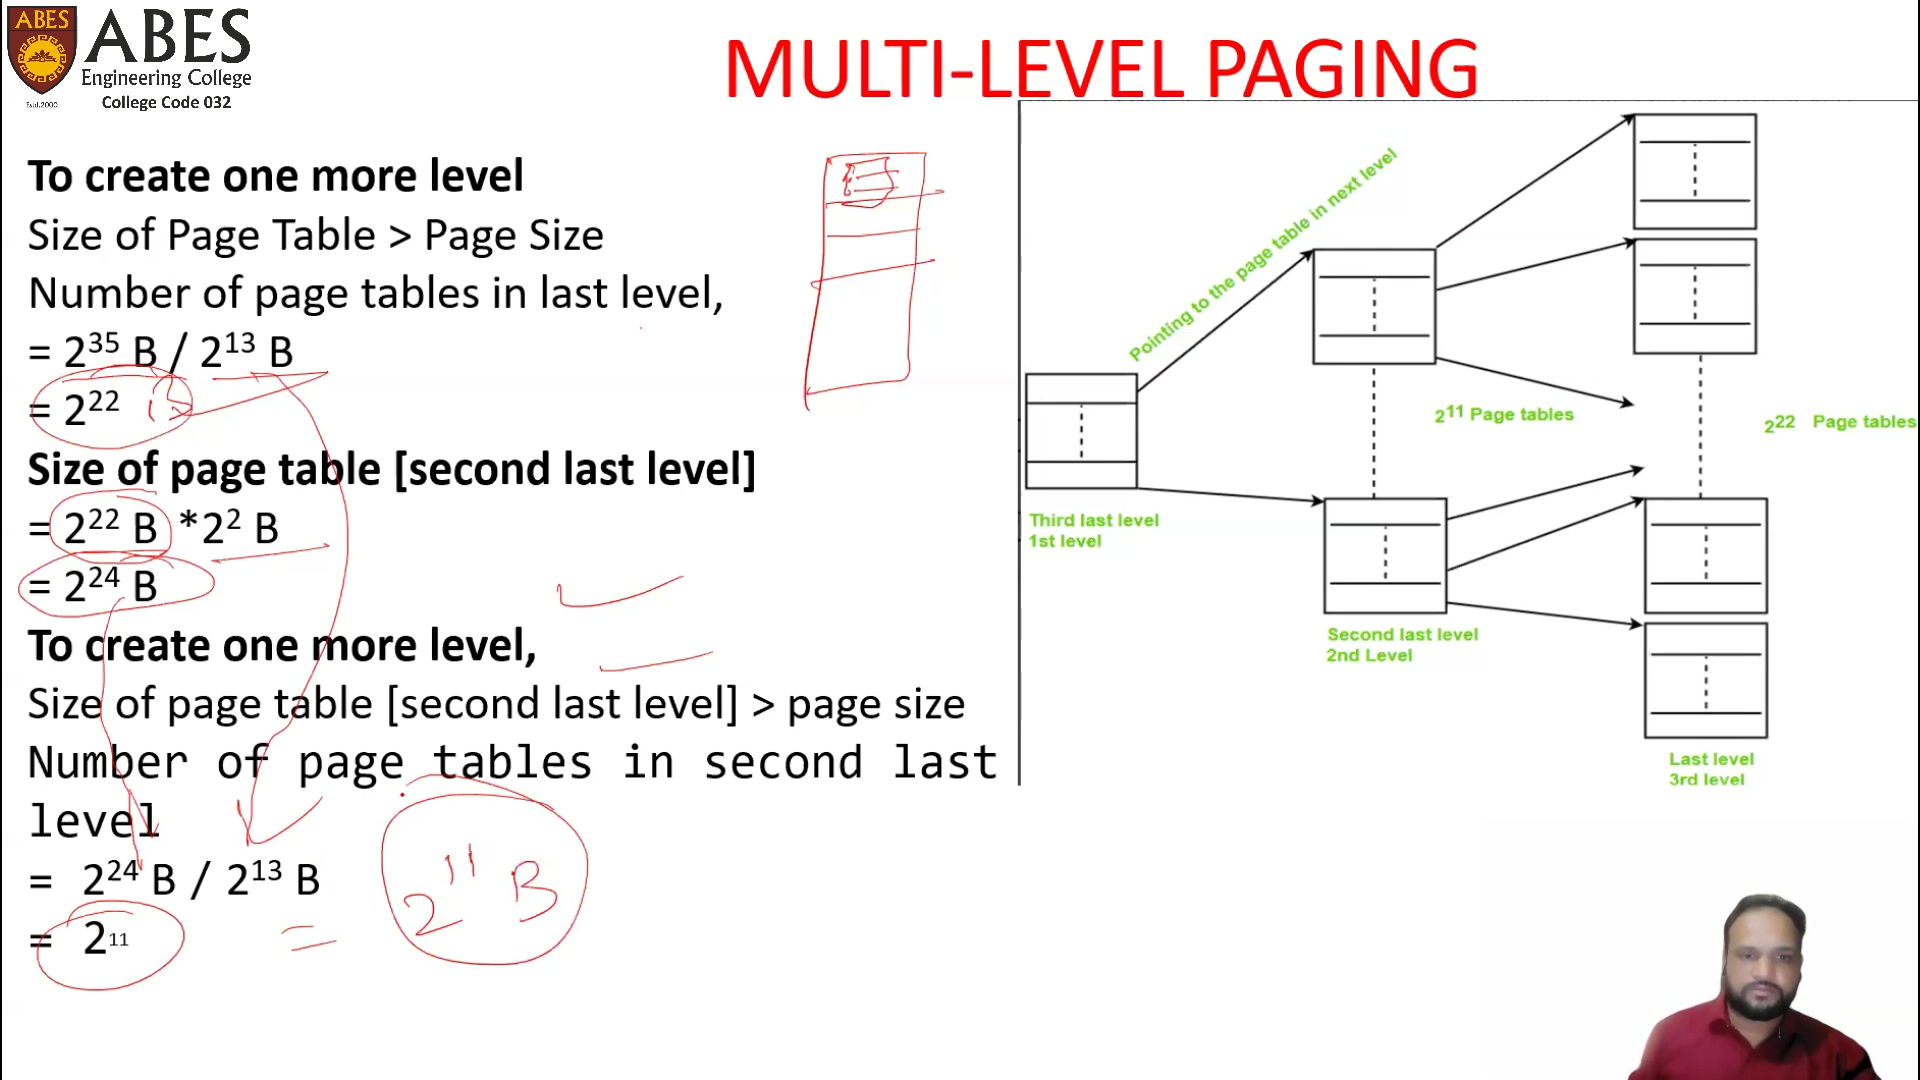 ABES
ABES
Engineering College
Estd.2000
College Code 032
MULTI-LEVEL PAGING
To create one more level
Size of Page Table > Page Size
Number of page tables in last level,
= 2³⁵ B / 2¹³ B
= 2²² B
Size of page table [second last level]
= 2²² B *2² B
= 2²⁴ B
To create one more level,
Size of page table [second last level] > page size
Number of page tables in second last
level
= 2²⁴ B / 2¹³ B
= 2¹¹
= 2¹¹ B
Pointing to the page table in next level
2¹¹ Page tables
2²² Page tables
Third last level
1st level
Second last level
2nd Level
Last level
3rd level